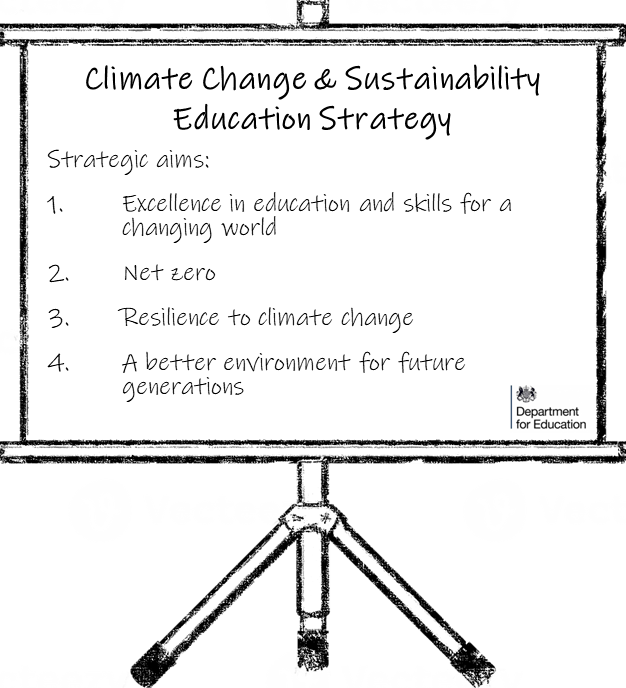 Climate Change & Sustainability
Education Strategy
Strategic aims:
1. Excellence in education and skills for a
changing world
2. Net zero
3. Resilience to climate change
4. A better environment for future
generations
Department
for Education